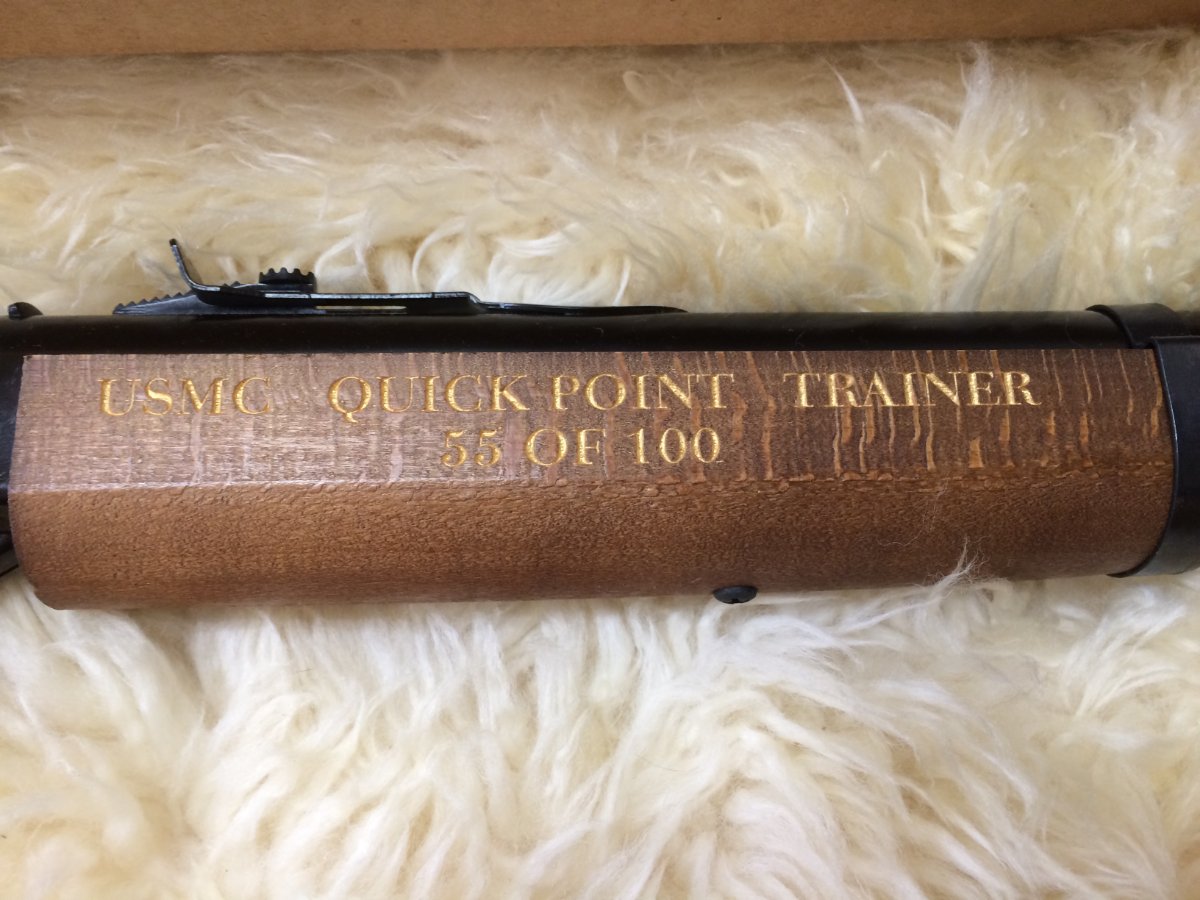 USMC QUICK POINT TRAINER
55 OF 100